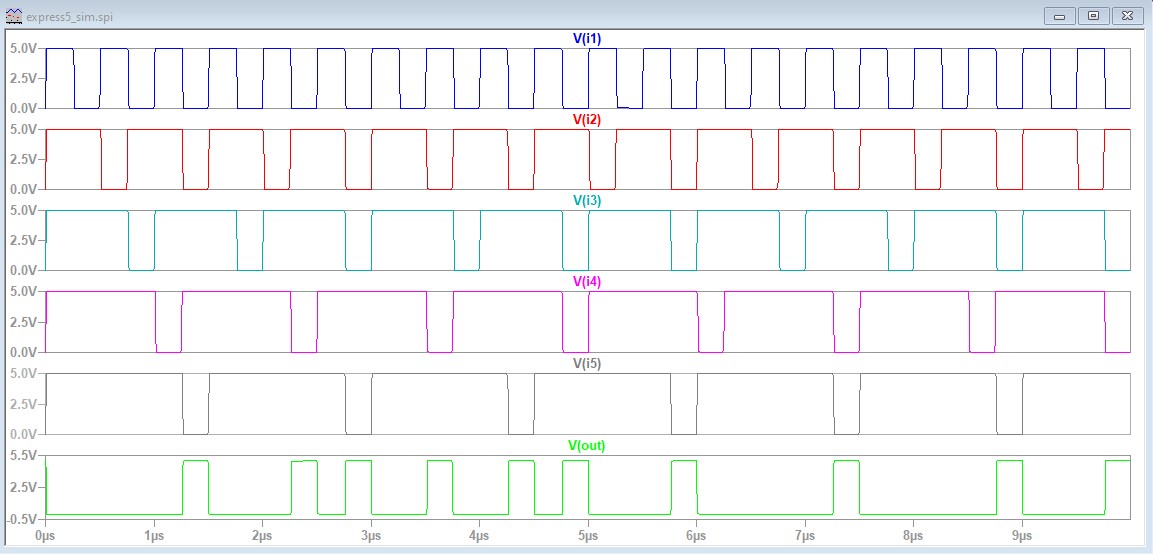 express5_sim.spi
V(i1)
5.0V
2.5V
0.0V
V(i2)
5.0V
2.5V
0.0V
V(i3)
5.0V
2.5V
0.0V
V(i4)
5.0V
2.5V
0.0V
V(i5)
5.0V
2.5V
0.0V
V(out)
5.5V
2.5V
-0.5V
0µs 1µs 2µs 3µs 4µs 5µs 6µs 7µs 8µs 9µs